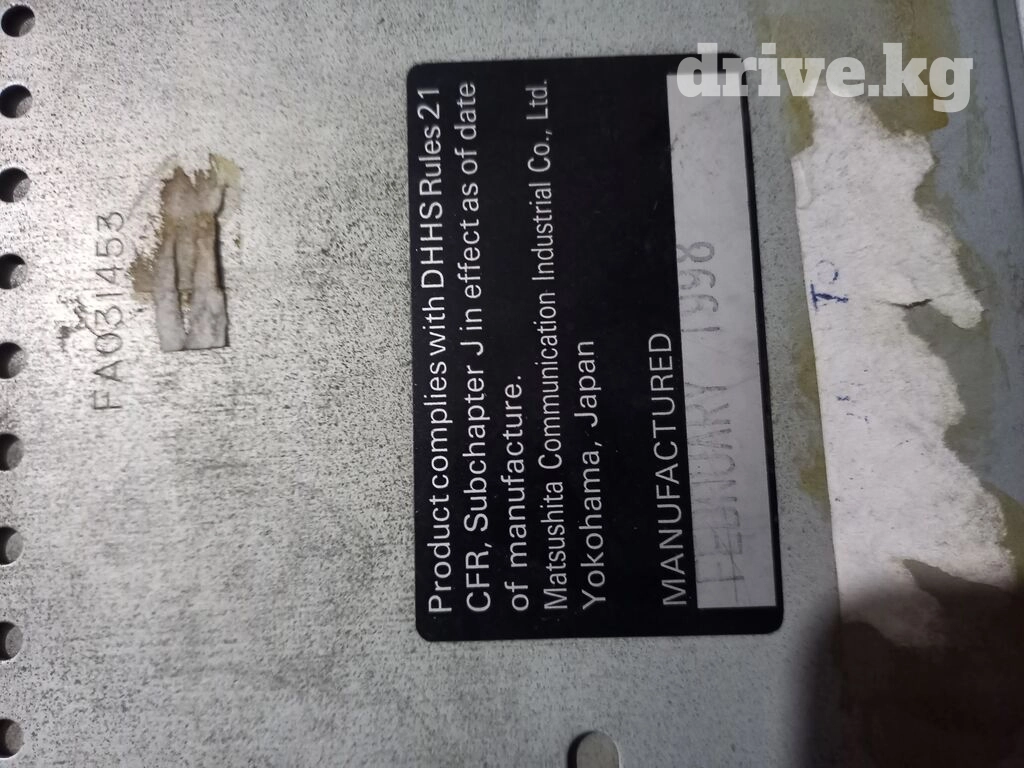 drive.kg
FA031453
Product complies with DHHS Rules 21
CFR, Subchapter J in effect as of date
of manufacture.
Matsushita Communication Industrial Co., Ltd.
Yokohama, Japan
MANUFACTURED
FEBRUARY 1998